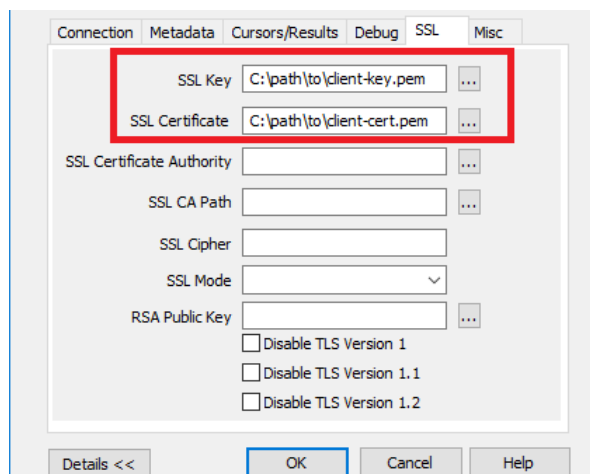 Connection Metadata Cursors/Results Debug SSL Misc
SSL Key C:\path\to\client-key.pem ...
SSL Certificate C:\path\to\client-cert.pem ...
SSL Certificate Authority ...
SSL CA Path ...
SSL Cipher
SSL Mode
RSA Public Key ...
Disable TLS Version 1
Disable TLS Version 1.1
Disable TLS Version 1.2
Details << OK Cancel Help